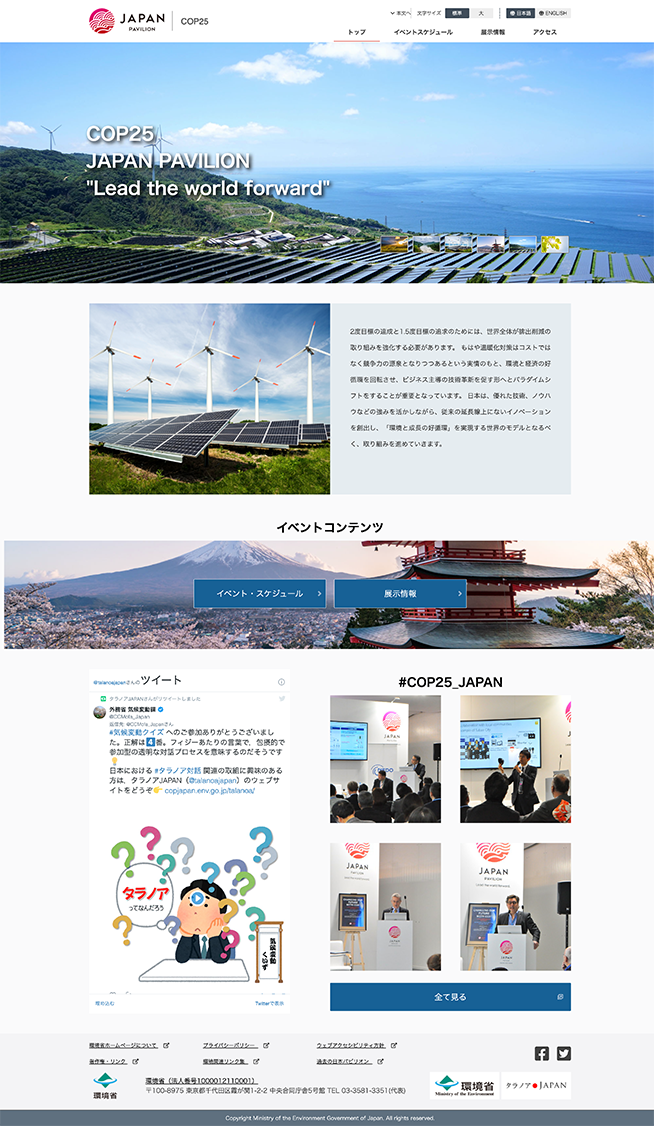 JAPAN
PAVILION
COP25
本文へ 文字サイズ 標準 大 日本語 ENGLISH
トップ イベントスケジュール 展示情報 アクセス
COP25
JAPAN PAVILION
"Lead the world forward"
2度目標の達成と1.5度目標の追求のためには、世界全体が排出削減の
取り組みを強化する必要があります。 もはや温暖化対策はコストでは
なく競争力の源泉となりつつあるという実情のもと、環境と経済の好
循環を回転させ、ビジネス主導の技術革新を促す形へとパラダイムシ
フトをすることが重要となっています。 日本は、優れた技術、ノウハ
ウなどの強みを活かしながら、従来の延長線上にないイノベーション
を創出し、「環境と成長の好循環」を実現する世界のモデルとなるべ
く、取り組みを進めていきます。
イベントコンテンツ
イベント・スケジュール 展示情報
@talanoajapanさんのツイート
タラノアJAPANさんがリツイートしました
外務省 気候変動課
@CCMofa_Japan
返信先: @CCMofa_Japanさん
#気候変動クイズ へのご参加ありがとうございま
した。正解は4番。フィジーあたりの言葉で、包摂的で
参加型の透明な対話プロセスを意味するのだそうです
日本における #タラノア対話 関連の取組に興味のある
方は、タラノアJAPAN（@talanoajapan）のウェブサ
イトをどうぞ copjapan.env.go.jp/talanoa/
タラノア
ってなんだろう
気候変動
くいず
埋め込む Twitterで表示
#COP25_JAPAN
JAPAN
PAVILION
JAPAN
PAVILION
全て見る
環境省ホームページについて プライバシーポリシー ウェブアクセシビリティ方針
著作権・リンク 環境関連リンク集 過去の日本パビリオン
環境省
環境省（法人番号1000012110001）
〒100-8975 東京都千代田区霞が関1-2-2 中央合同庁舎5号館 TEL 03-3581-3351(代表)
環境省
Ministry of the Environment
タラノア JAPAN
Copyright Ministry of the Environment Government of Japan. All rights reserved.